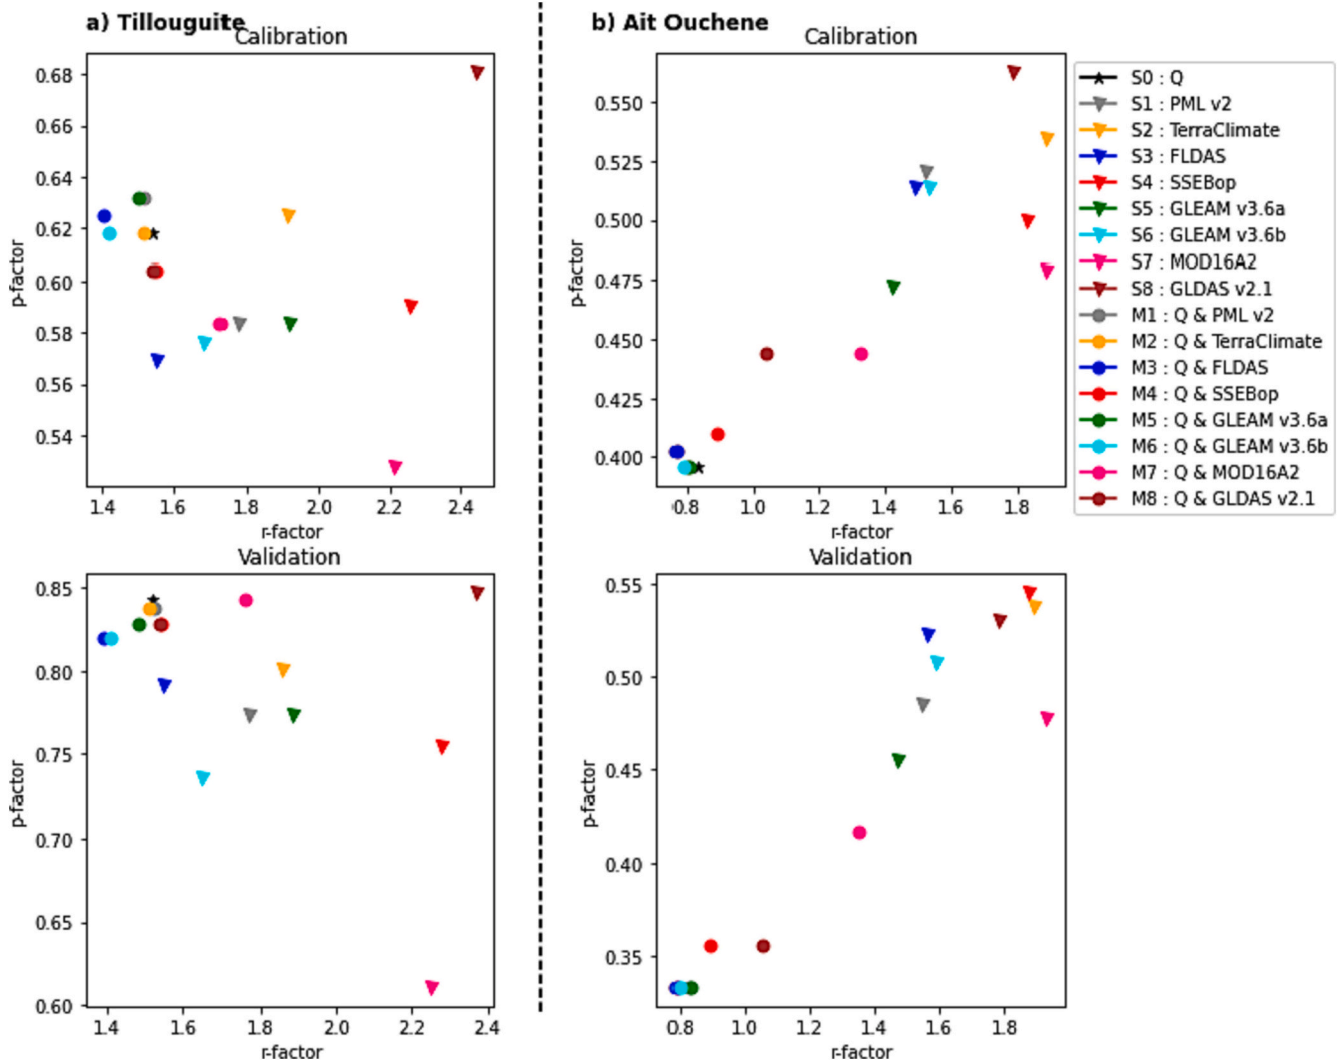 a) Tillouguite
Calibration
0.68
0.66
0.64
0.62
0.60
0.58
0.56
0.54
p-factor
1.4 1.6 1.8 2.0 2.2 2.4
r-factor
Validation
0.85
0.80
0.75
0.70
0.65
0.60
p-factor
1.4 1.6 1.8 2.0 2.2 2.4
r-factor
b) Ait Ouchene
Calibration
0.550
0.525
0.500
0.475
0.450
0.425
0.400
p-factor
0.8 1.0 1.2 1.4 1.6 1.8
r-factor
Validation
0.55
0.50
0.45
0.40
0.35
p-factor
0.8 1.0 1.2 1.4 1.6 1.8
r-factor
S0 : Q
S1 : PML v2
S2 : TerraClimate
S3 : FLDAS
S4 : SSEBop
S5 : GLEAM v3.6a
S6 : GLEAM v3.6b
S7 : MOD16A2
S8 : GLDAS v2.1
M1 : Q & PML v2
M2 : Q & TerraClimate
M3 : Q & FLDAS
M4 : Q & SSEBop
M5 : Q & GLEAM v3.6a
M6 : Q & GLEAM v3.6b
M7 : Q & MOD16A2
M8 : Q & GLDAS v2.1